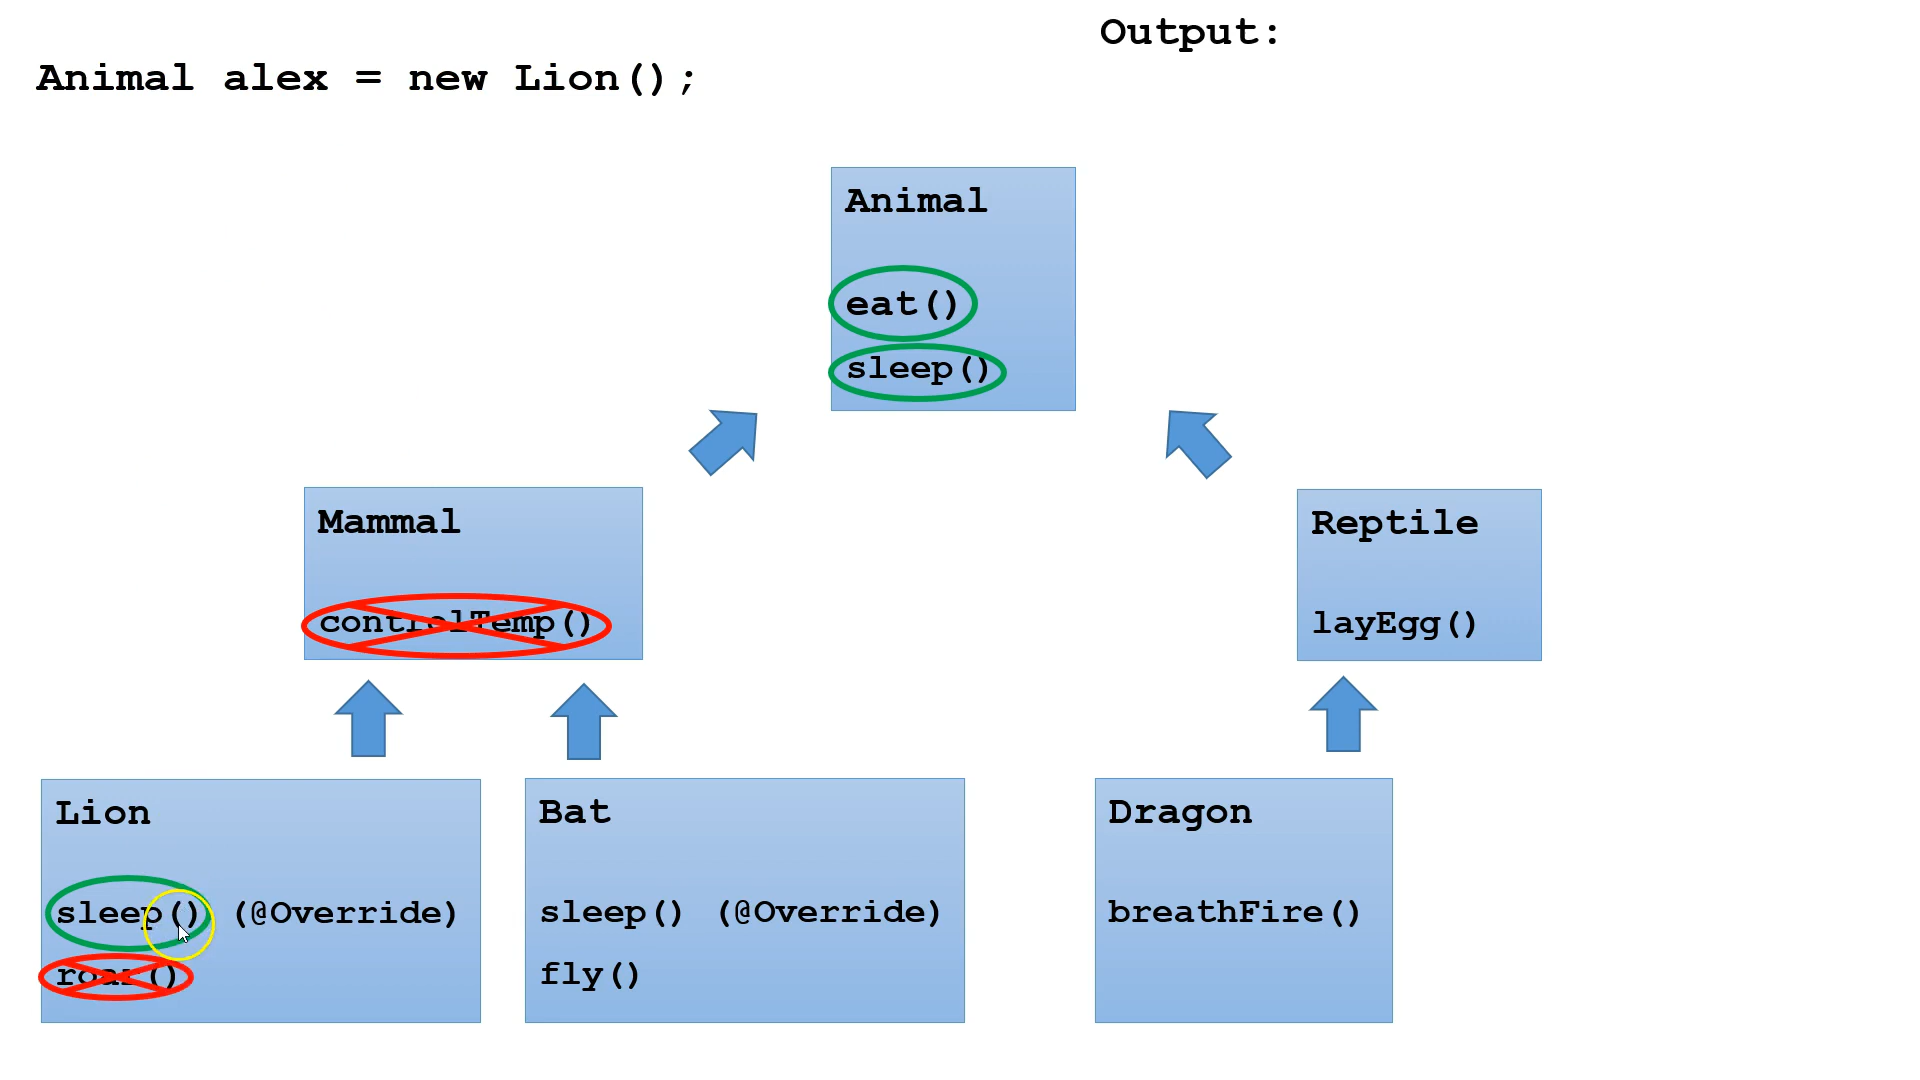 Output:
Animal alex = new Lion();
Animal
eat()
sleep()
Mammal
controlTemp()
Reptile
layEgg()
Lion
sleep() (@Override)
roar()
Bat
sleep() (@Override)
fly()
Dragon
breathFire()